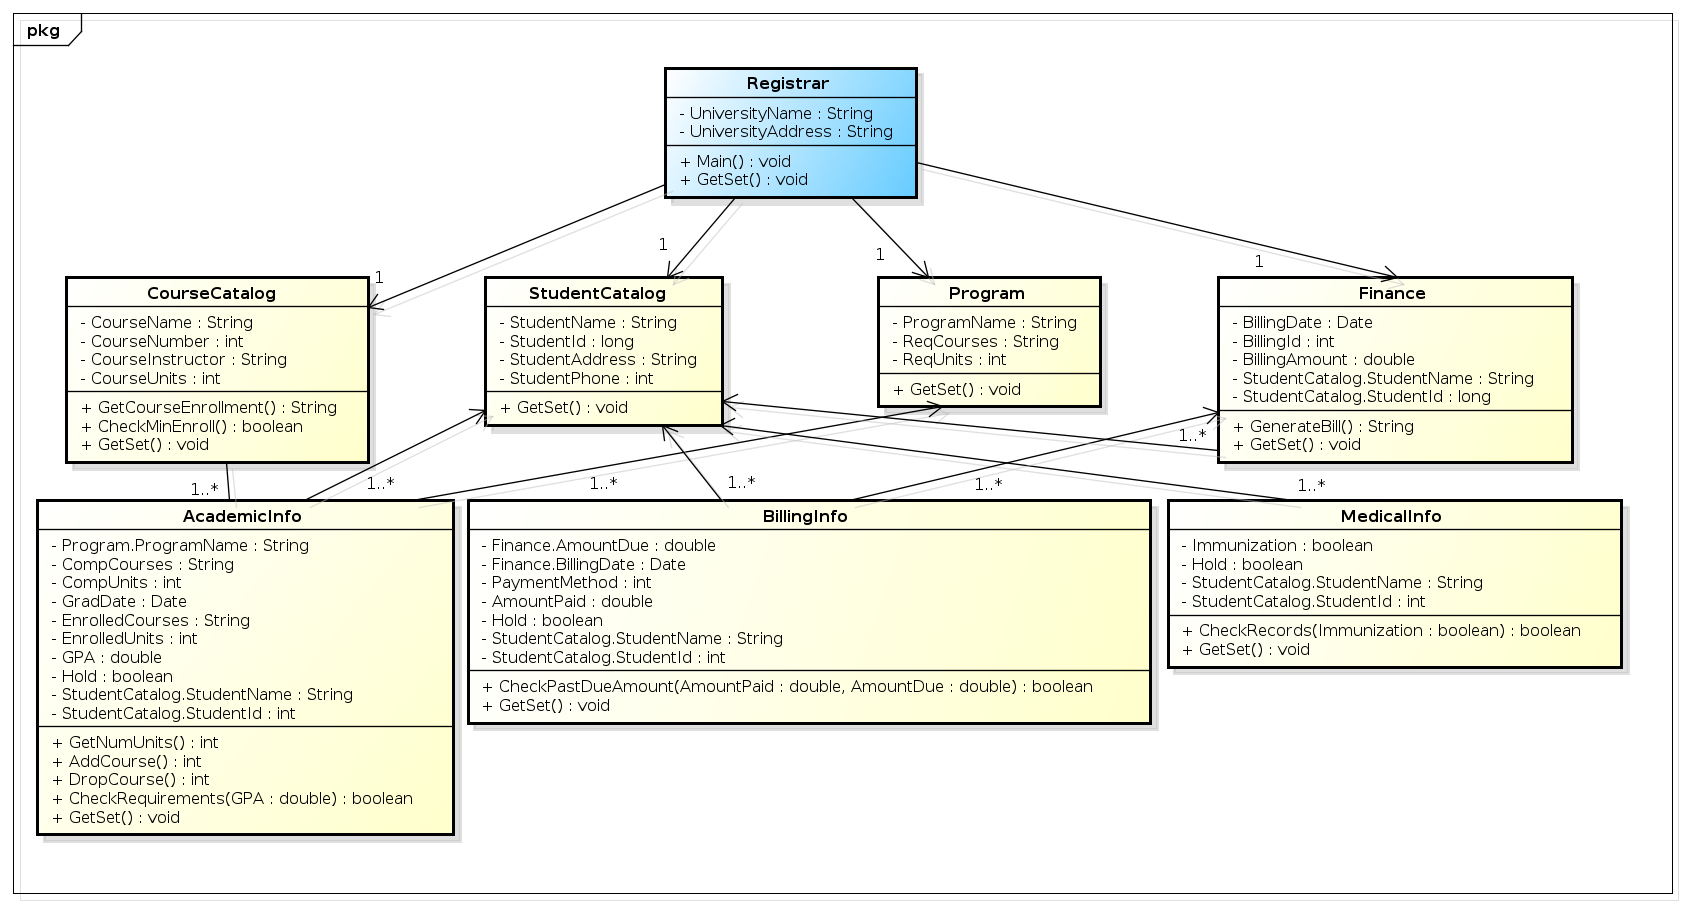 pkg
Registrar
- UniversityName : String
- UniversityAddress : String
+ Main() : void
+ GetSet() : void
1
1
1
1
CourseCatalog
- CourseName : String
- CourseNumber : int
- CourseInstructor : String
- CourseUnits : int
+ GetCourseEnrollment() : String
+ CheckMinEnroll() : boolean
+ GetSet() : void
StudentCatalog
- StudentName : String
- StudentId : long
- StudentAddress : String
- StudentPhone : int
+ GetSet() : void
Program
- ProgramName : String
- ReqCourses : String
- ReqUnits : int
+ GetSet() : void
Finance
- BillingDate : Date
- BillingId : int
- BillingAmount : double
- StudentCatalog.StudentName : String
- StudentCatalog.StudentId : long
+ GenerateBill() : String
+ GetSet() : void
1..*
1..*
1..*
1..*
1..*
1..*
1..*
AcademicInfo
- Program.ProgramName : String
- CompCourses : String
- CompUnits : int
- GradDate : Date
- EnrolledCourses : String
- EnrolledUnits : int
- GPA : double
- Hold : boolean
- StudentCatalog.StudentName : String
- StudentCatalog.StudentId : int
+ GetNumUnits() : int
+ AddCourse() : int
+ DropCourse() : int
+ CheckRequirements(GPA : double) : boolean
+ GetSet() : void
BillingInfo
- Finance.AmountDue : double
- Finance.BillingDate : Date
- PaymentMethod : int
- AmountPaid : double
- Hold : boolean
- StudentCatalog.StudentName : String
- StudentCatalog.StudentId : int
+ CheckPastDueAmount(AmountPaid : double, AmountDue : double) : boolean
+ GetSet() : void
MedicalInfo
- Immunization : boolean
- Hold : boolean
- StudentCatalog.StudentName : String
- StudentCatalog.StudentId : int
+ CheckRecords(Immunization : boolean) : boolean
+ GetSet() : void